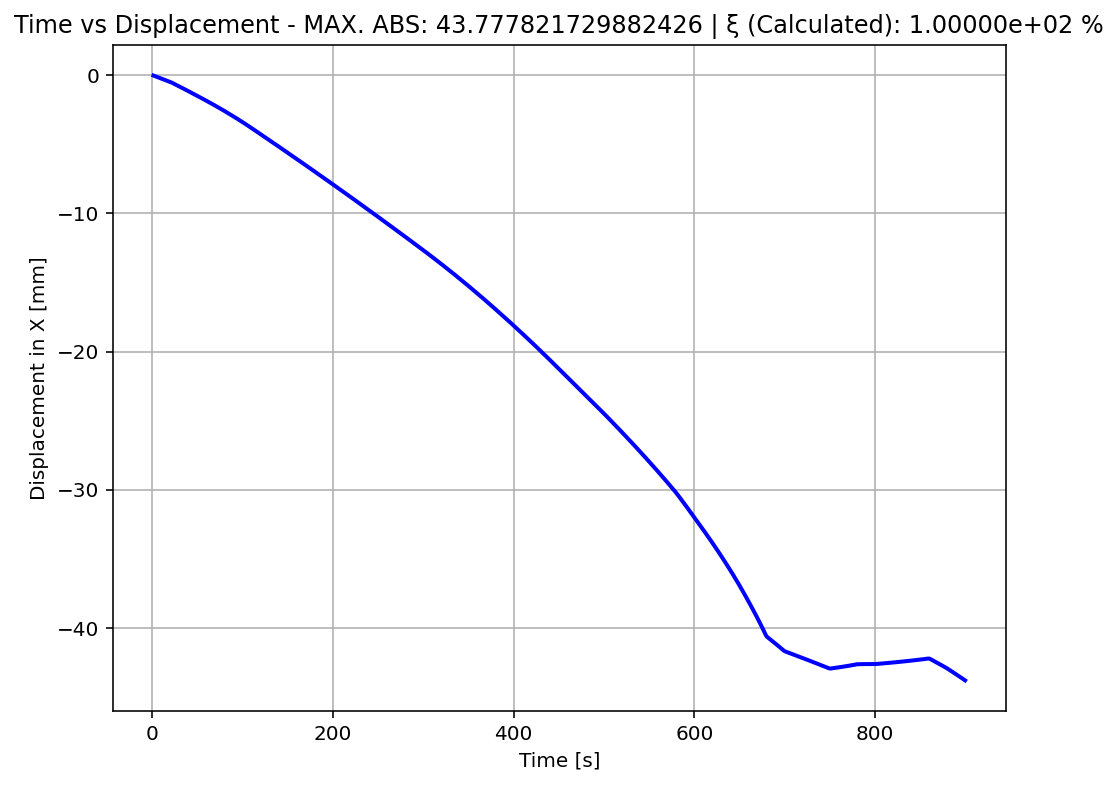 Time vs Displacement - MAX. ABS: 43.777821729882426 | ξ (Calculated): 1.00000e+02 %
Displacement in X [mm]
0
−10
−20
−30
−40
0 200 400 600 800
Time [s]